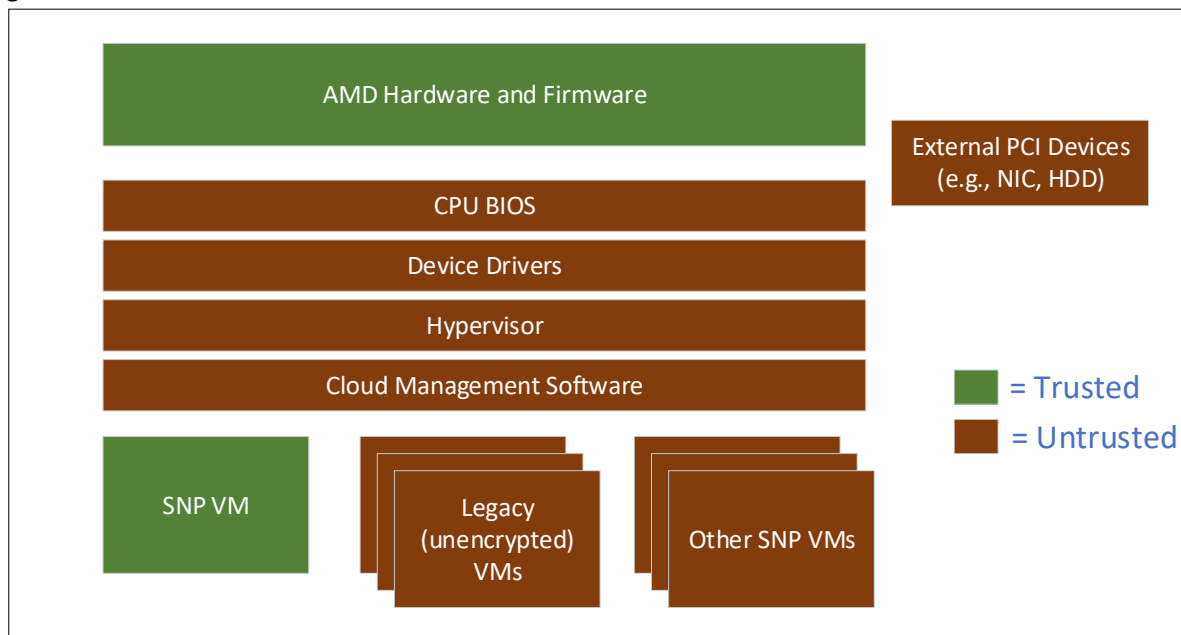 AMD Hardware and Firmware
External PCI Devices
(e.g., NIC, HDD)
CPU BIOS
Device Drivers
Hypervisor
Cloud Management Software
= Trusted
= Untrusted
SNP VM
Legacy
(unencrypted)
VMs
Other SNP VMs